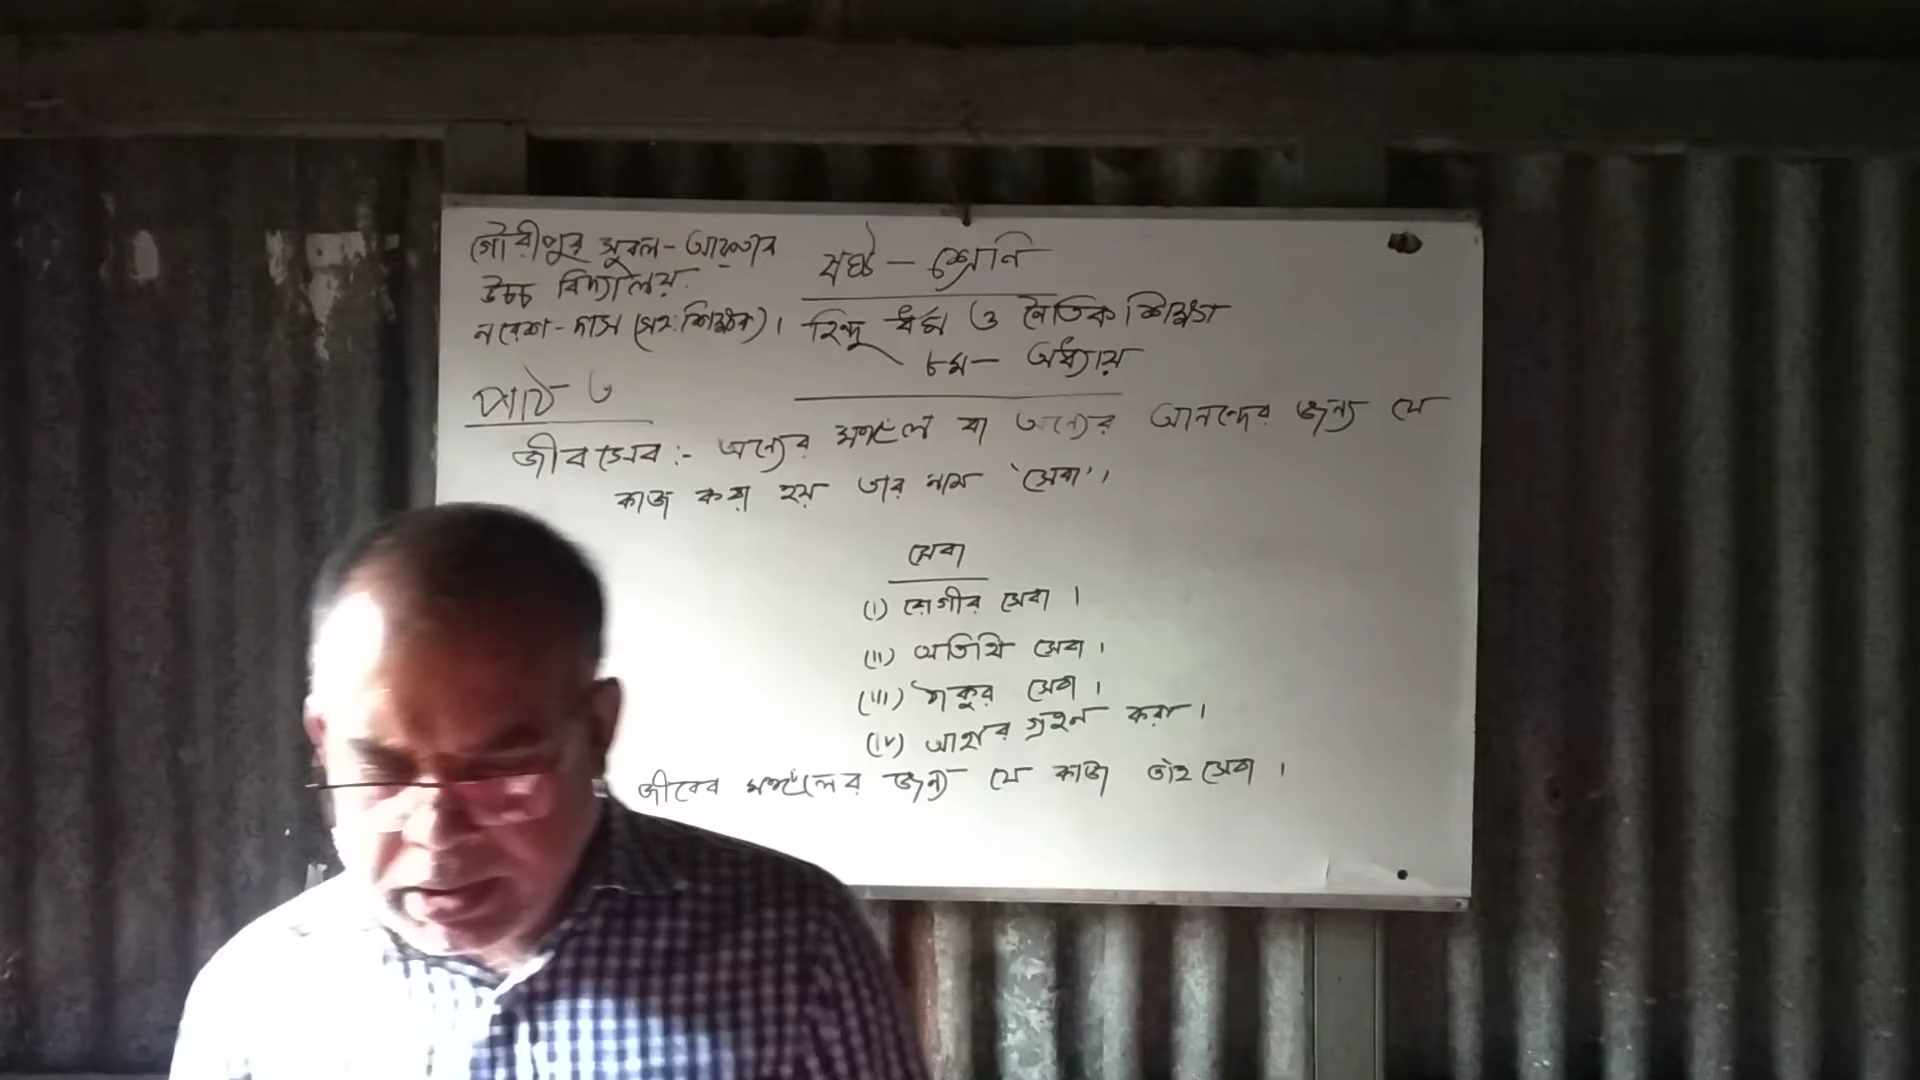 গৌরীপুর সুবল-আফতাব
উচ্চ বিদ্যালয়.
নরেশ-দাস (সহ:শিক্ষক)।
ষষ্ঠ - শ্রেনি
হিন্দু ধর্ম ও নৈতিক শিক্ষা
৮ম - অধ্যায়
পাঠ ৩
জীবসেব :- অন্যের মঙ্গলে বা অন্যের আনন্দের জন্য যে
কাজ করা হয় তার নাম 'সেবা'।
সেবা
(i) রোগীর সেবা।
(ii) অতিথি সেবা।
(iii) ঠাকুর সেবা।
(iv) আহার গ্রহন করা।
জীবের মঙ্গলের জন্য যে কাজ তাই সেবা।